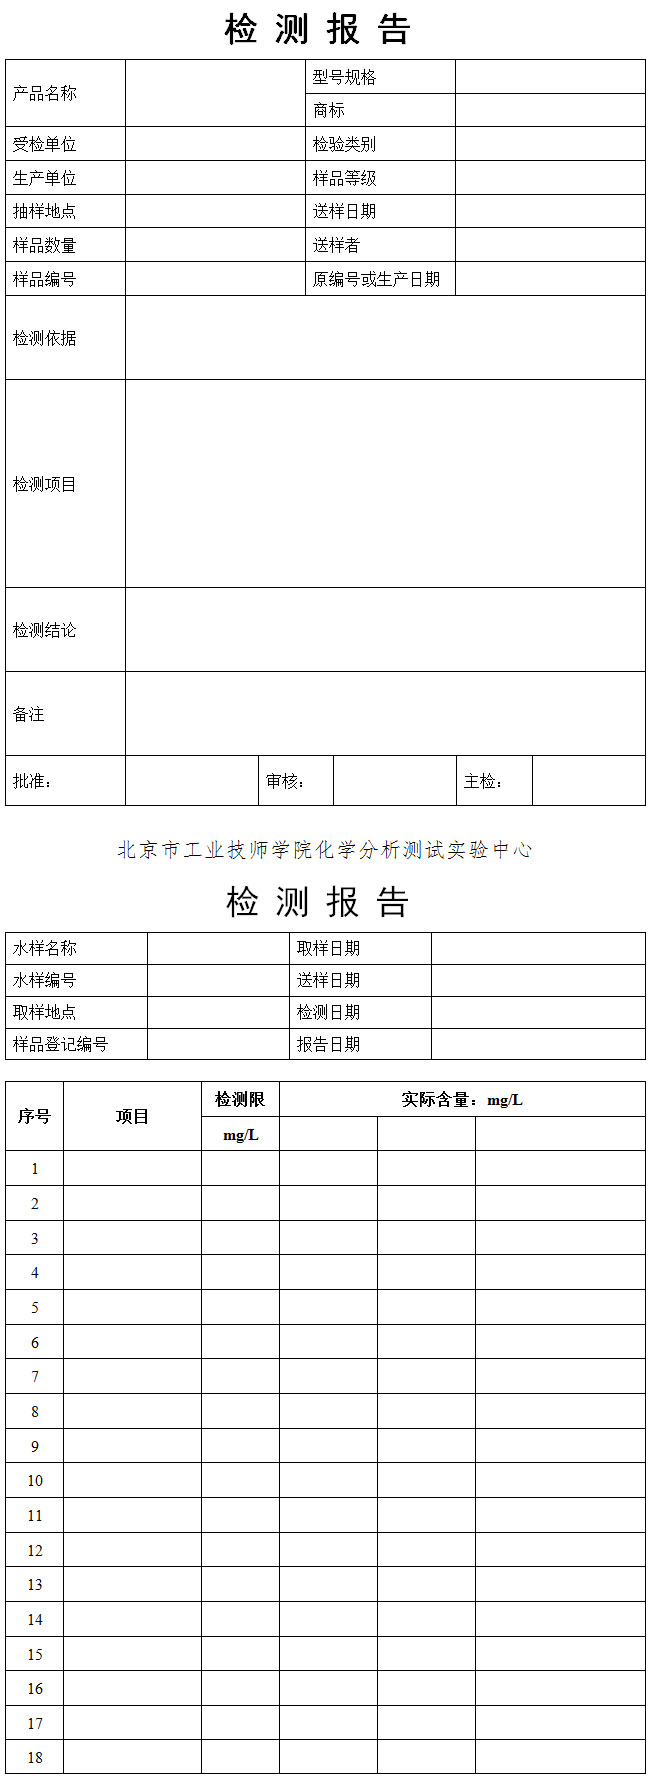 检 测 报 告
产品名称 型号规格
商标
受检单位 检验类别
生产单位 样品等级
抽样地点 送样日期
样品数量 送样者
样品编号 原编号或生产日期
检测依据
检测项目
检测结论
备注
批准： 审核： 主检：
北京市工业技师学院化学分析测试实验中心
检 测 报 告
水样名称 取样日期
水样编号 送样日期
取样地点 检测日期
样品登记编号 报告日期
序号 项目 检测限 实际含量：mg/L
mg/L
1
2
3
4
5
6
7
8
9
10
11
12
13
14
15
16
17
18